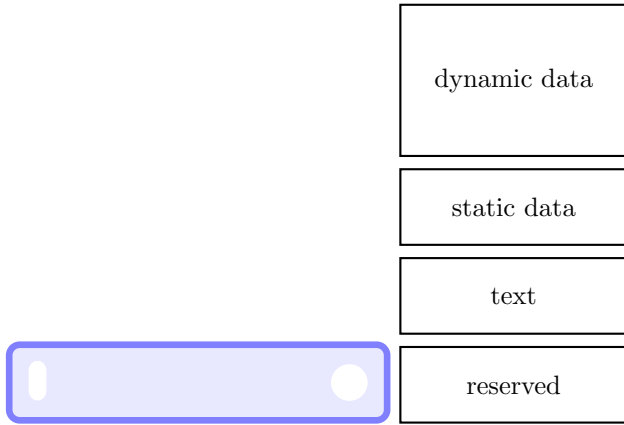 dynamic data
static data
text
reserved